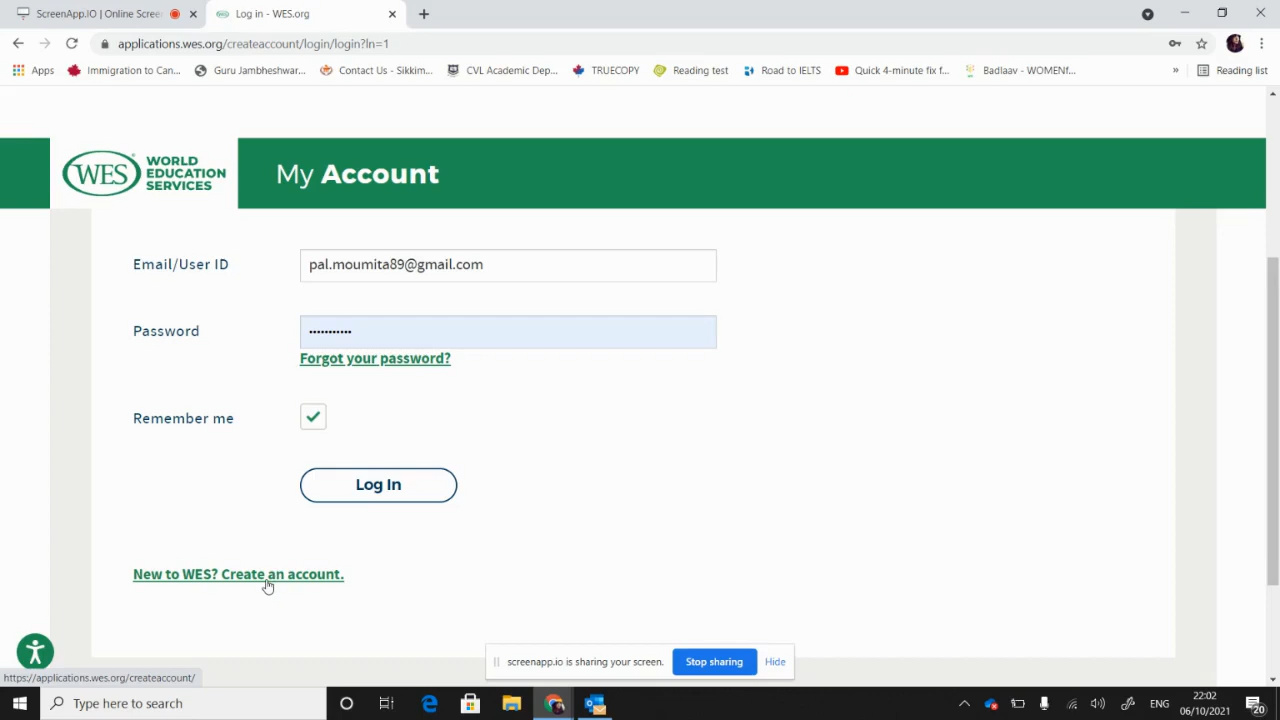 ScreenApp.IO | Online Scree
Log in - WES.org
applications.wes.org/createaccount/login/login?ln=1
Apps
Immigration to Can...
Guru Jambheshwar...
Contact Us - Sikkim...
CVL Academic Dep...
TRUECOPY
Reading test
Road to IELTS
Quick 4-minute fix f...
Badlaav - WOMENf...
»
Reading list
WES WORLD
EDUCATION
SERVICES
My Account
Email/User ID
pal.moumita89@gmail.com
Password
•••••••••••
Forgot your password?
Remember me
Log In
New to WES? Create an account.
screenapp.io is sharing your screen.
Stop sharing
Hide
https://applications.wes.org/createaccount/
Type here to search
ENG
22:02
06/10/2021
20